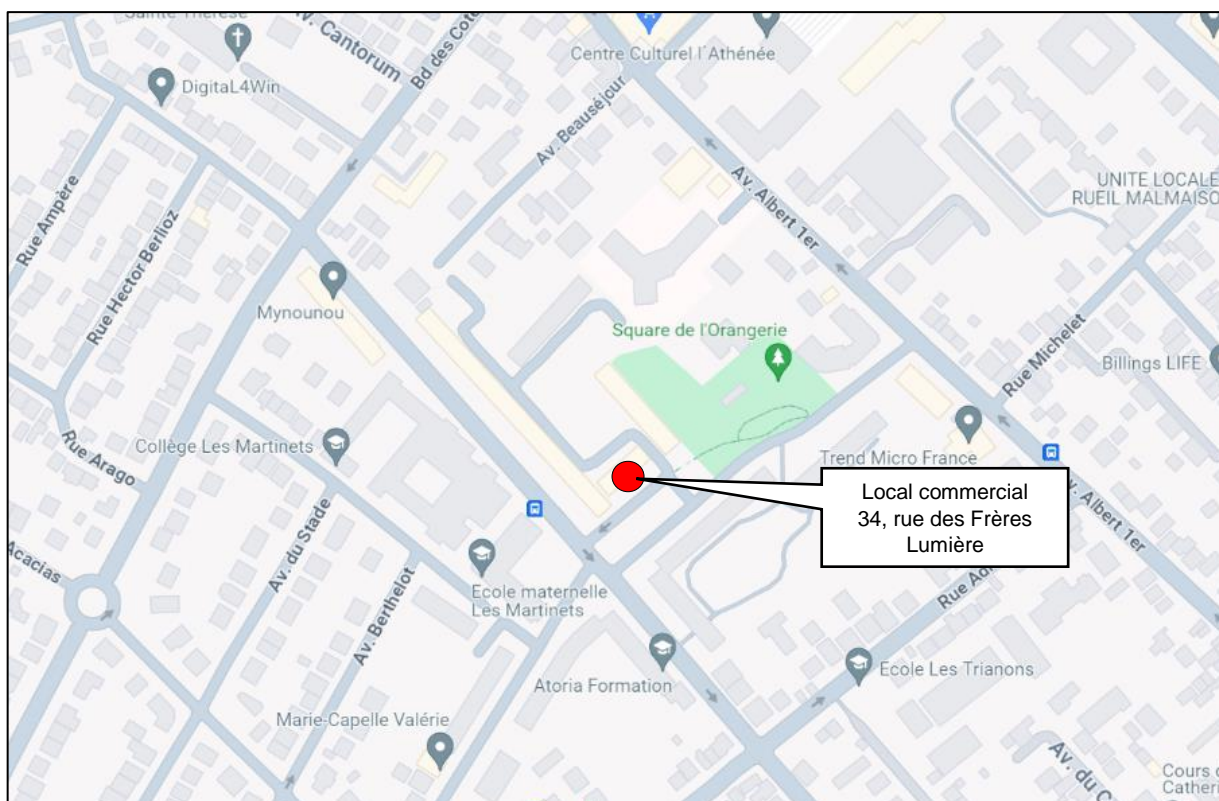 Sainte Thérèse
Av. Cantorum
Bd des Cot
Centre Culturel l'Athénée
DigitaL4Win
Av. Beauséjour
Av. Albert 1er
UNITE LOCALE
RUEIL MALMAISO
Rue Ampère
Rue Hector Berlioz
Mynounou
Square de l'Orangerie
Rue Michelet
Billings LIFE
Rue Arago
Collège Les Martinets
Trend Micro France
Local commercial
34, rue des Frères
Lumière
Av. Albert 1er
Acacias
Av. du Stade
Av. Berthelot
Ecole maternelle
Les Martinets
Rue Ad
Atoria Formation
Ecole Les Trianons
Marie-Capelle Valérie
Av. du C
Cours
Cather